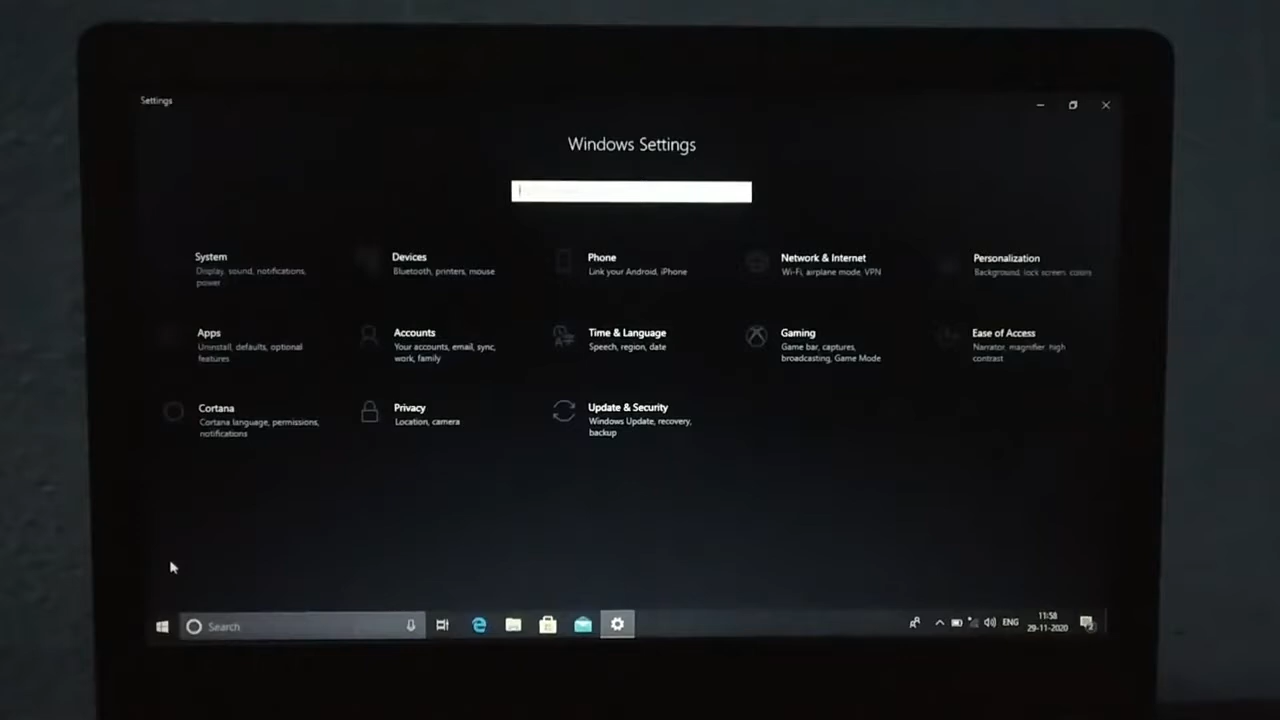 Settings
Windows Settings
System
Display, sound, notifications,
power
Devices
Bluetooth, printers, mouse
Phone
Link your Android, iPhone
Network & Internet
Wi-Fi, airplane mode, VPN
Personalization
Background, lock screen, colors
Apps
Uninstall, defaults, optional
features
Accounts
Your accounts, email, sync,
work, family
Time & Language
Speech, region, date
Gaming
Game bar, captures,
broadcasting, Game Mode
Ease of Access
Narrator, magnifier, high
contrast
Cortana
Cortana language, permissions,
notifications
Privacy
Location, camera
Update & Security
Windows Update, recovery,
backup
Search
ENG
11:58
29-11-2020